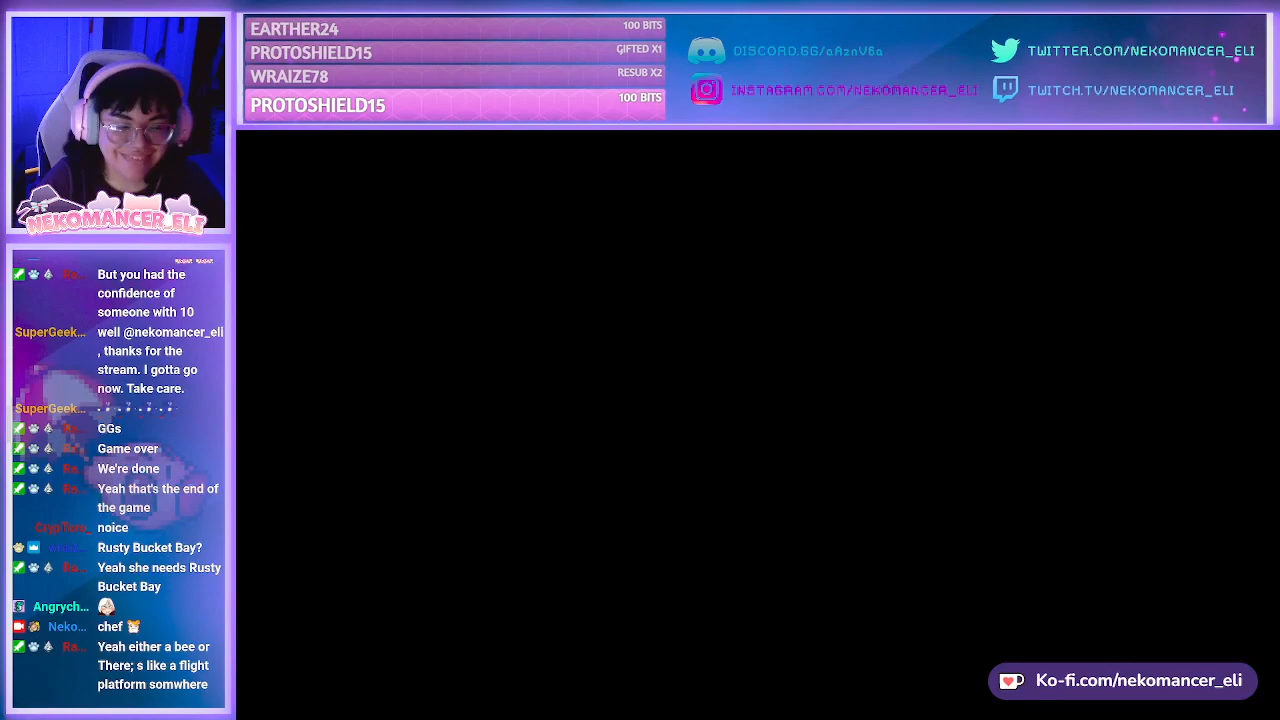 EARTHER24 100 BITS
PROTOSHIELD15 GIFTED X1
WRAIZE78 RESUB X2
PROTOSHIELD15 100 BITS
DISCORD.GG/aAznV6a
TWITTER.COM/NEKOMANCER_ELI
INSTAGRAM.COM/NEKOMANCER_ELI
TWITCH.TV/NEKOMANCER_ELI
NEKOMANCER_ELI
But you had the
confidence of
someone with 10
SuperGeek... well @nekomancer_eli
, thanks for the
stream. I gotta go
now. Take care.
SuperGeek...
GGs
Game over
We're done
Yeah that's the end of
the game
CrypToro_ noice
Rusty Bucket Bay?
Yeah she needs Rusty
Bucket Bay
Angrych...
Neko... chef
Ra... Yeah either a bee or
There; s like a flight
platform somwhere
Ko-fi.com/nekomancer_eli